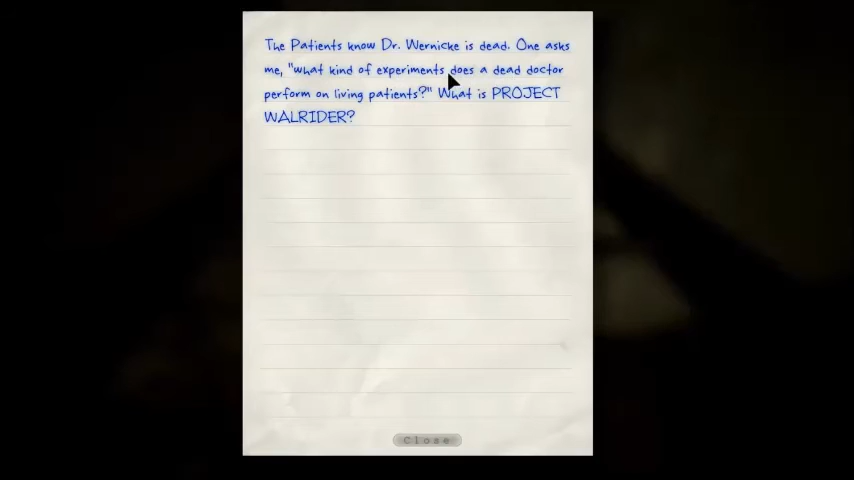 The Patients know Dr. Wernicke is dead. One asks
me, "what kind of experiments does a dead doctor
perform on living patients?" What is PROJECT
WALRIDER?
Close